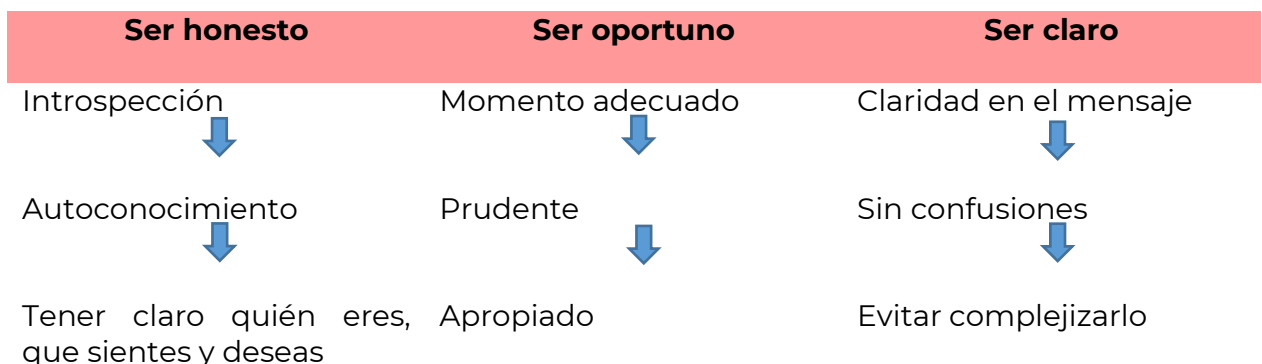 Ser honesto
Ser oportuno
Ser claro
Introspección
Momento adecuado
Claridad en el mensaje
Autoconocimiento
Prudente
Sin confusiones
Tener claro quién eres,
que sientes y deseas
Apropiado
Evitar complejizarlo